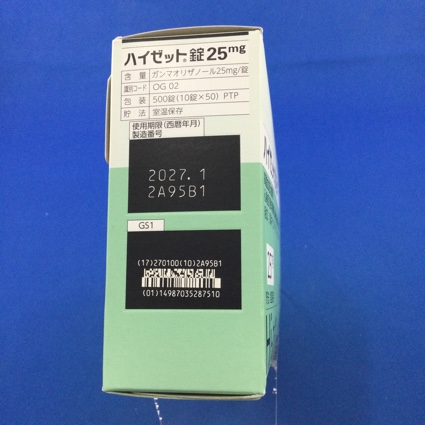 ハイゼット®錠25mg
含 量 ガンマオリザノール25mg/錠
識別コード OG 02
包 装 500錠(10錠×50) PTP
貯 法 室温保存
使用期限(西暦年月)
製造番号
2027.1
2A95B1
GS1
(17)270100(10)2A95B1
(01)14987035287510